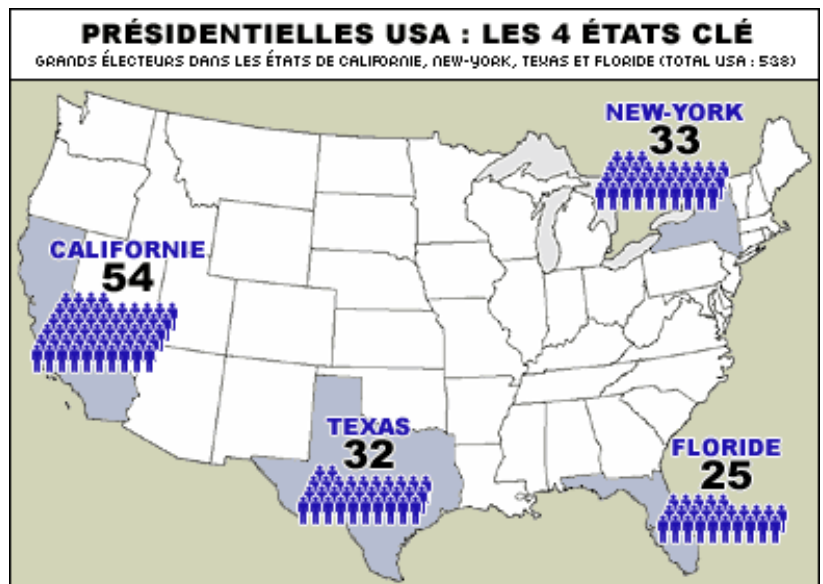 PRÉSIDENTIELLES USA : LES 4 ÉTATS CLÉ
GRANDS ÉLECTEURS DANS LES ÉTATS DE CALIFORNIE, NEW-YORK, TEXAS ET FLORIDE (TOTAL USA : 538)
NEW-YORK
33
CALIFORNIE
54
TEXAS
32
FLORIDE
25